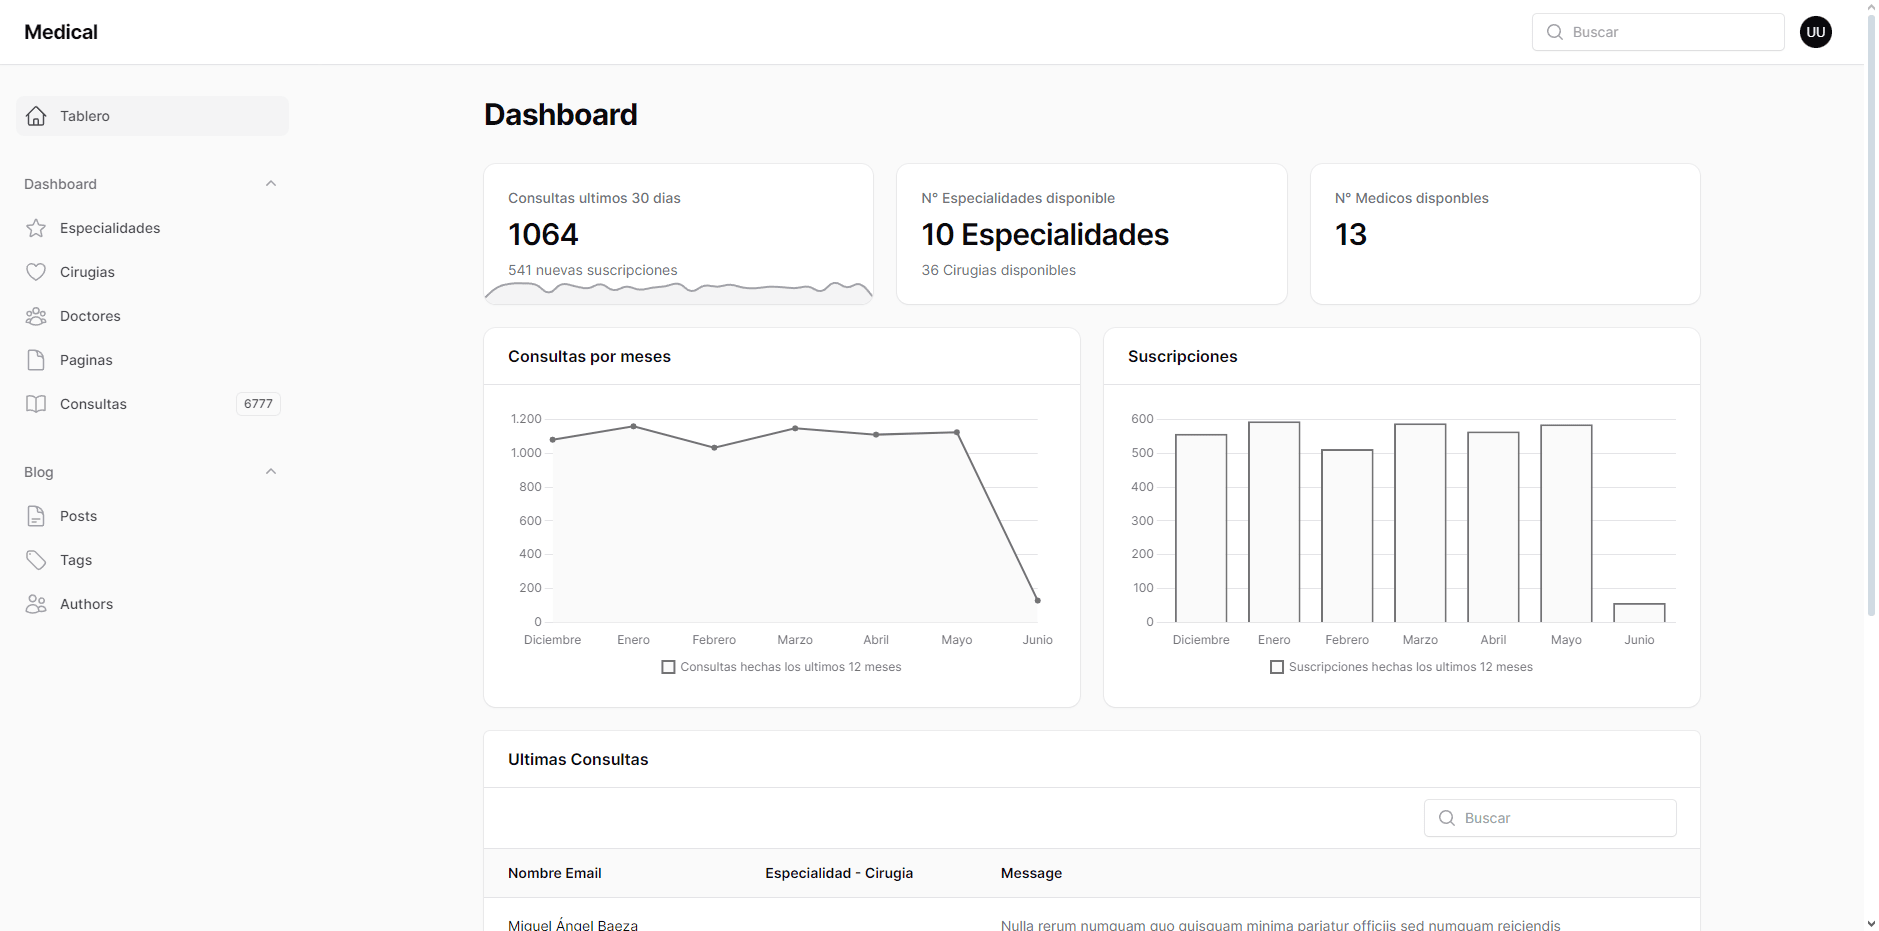 Medical
Buscar
UU
Tablero
Dashboard
Especialidades
Cirugias
Doctores
Paginas
Consultas 6777
Blog
Posts
Tags
Authors
Dashboard
Consultas ultimos 30 dias
1064
541 nuevas suscripciones
N° Especialidades disponible
10 Especialidades
36 Cirugias disponibles
N° Medicos disponbles
13
Consultas por meses
1.200
1.000
800
600
400
200
0
Diciembre Enero Febrero Marzo Abril Mayo Junio
Consultas hechas los ultimos 12 meses
Suscripciones
600
500
400
300
200
100
0
Diciembre Enero Febrero Marzo Abril Mayo Junio
Suscripciones hechas los ultimos 12 meses
Ultimas Consultas
Buscar
Nombre Email Especialidad - Cirugia Message
Miguel Ángel Baeza Nulla rerum numquam quo quisquam minima pariatur officiis sed numquam reiciendis